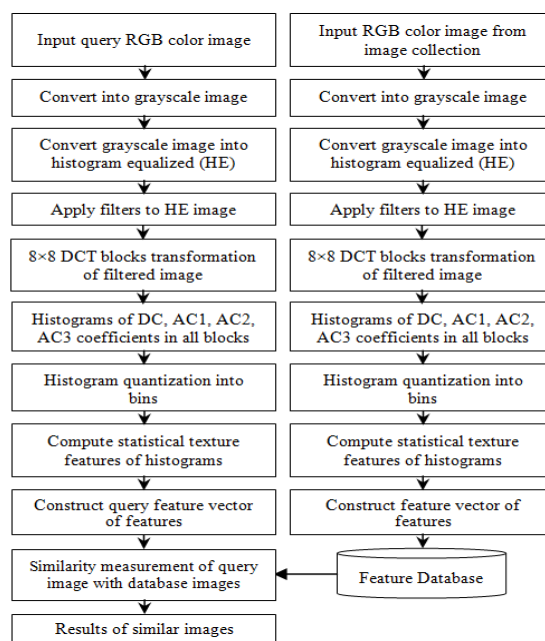 Input query RGB color image
Convert into grayscale image
Convert grayscale image into
histogram equalized (HE)
Apply filters to HE image
8×8 DCT blocks transformation
of filtered image
Histograms of DC, AC1, AC2,
AC3 coefficients in all blocks
Histogram quantization into
bins
Compute statistical texture
features of histograms
Construct query feature vector
of features
Similarity measurement of query
image with database images
Results of similar images
Input RGB color image from
image collection
Convert into grayscale image
Convert grayscale image into
histogram equalized (HE)
Apply filters to HE image
8×8 DCT blocks transformation
of filtered image
Histograms of DC, AC1, AC2,
AC3 coefficients in all blocks
Histogram quantization into
bins
Compute statistical texture
features of histograms
Construct feature vector of
features
Feature Database